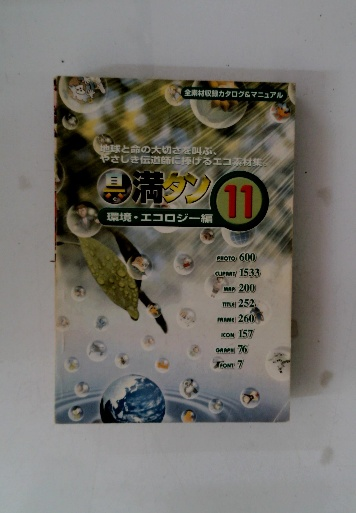 全素材収録カタログ&マニュアル
地球と命の大切さを叫ぶ、
やさしき伝道師に捧げるエコ素材集。
具満タン 11
環境・エコロジー編
PHOTO 600
CLIPART 1533
MAP 200
TITLE 252
FRAME 260
ICON 157
GRAPH 76
FONT 7